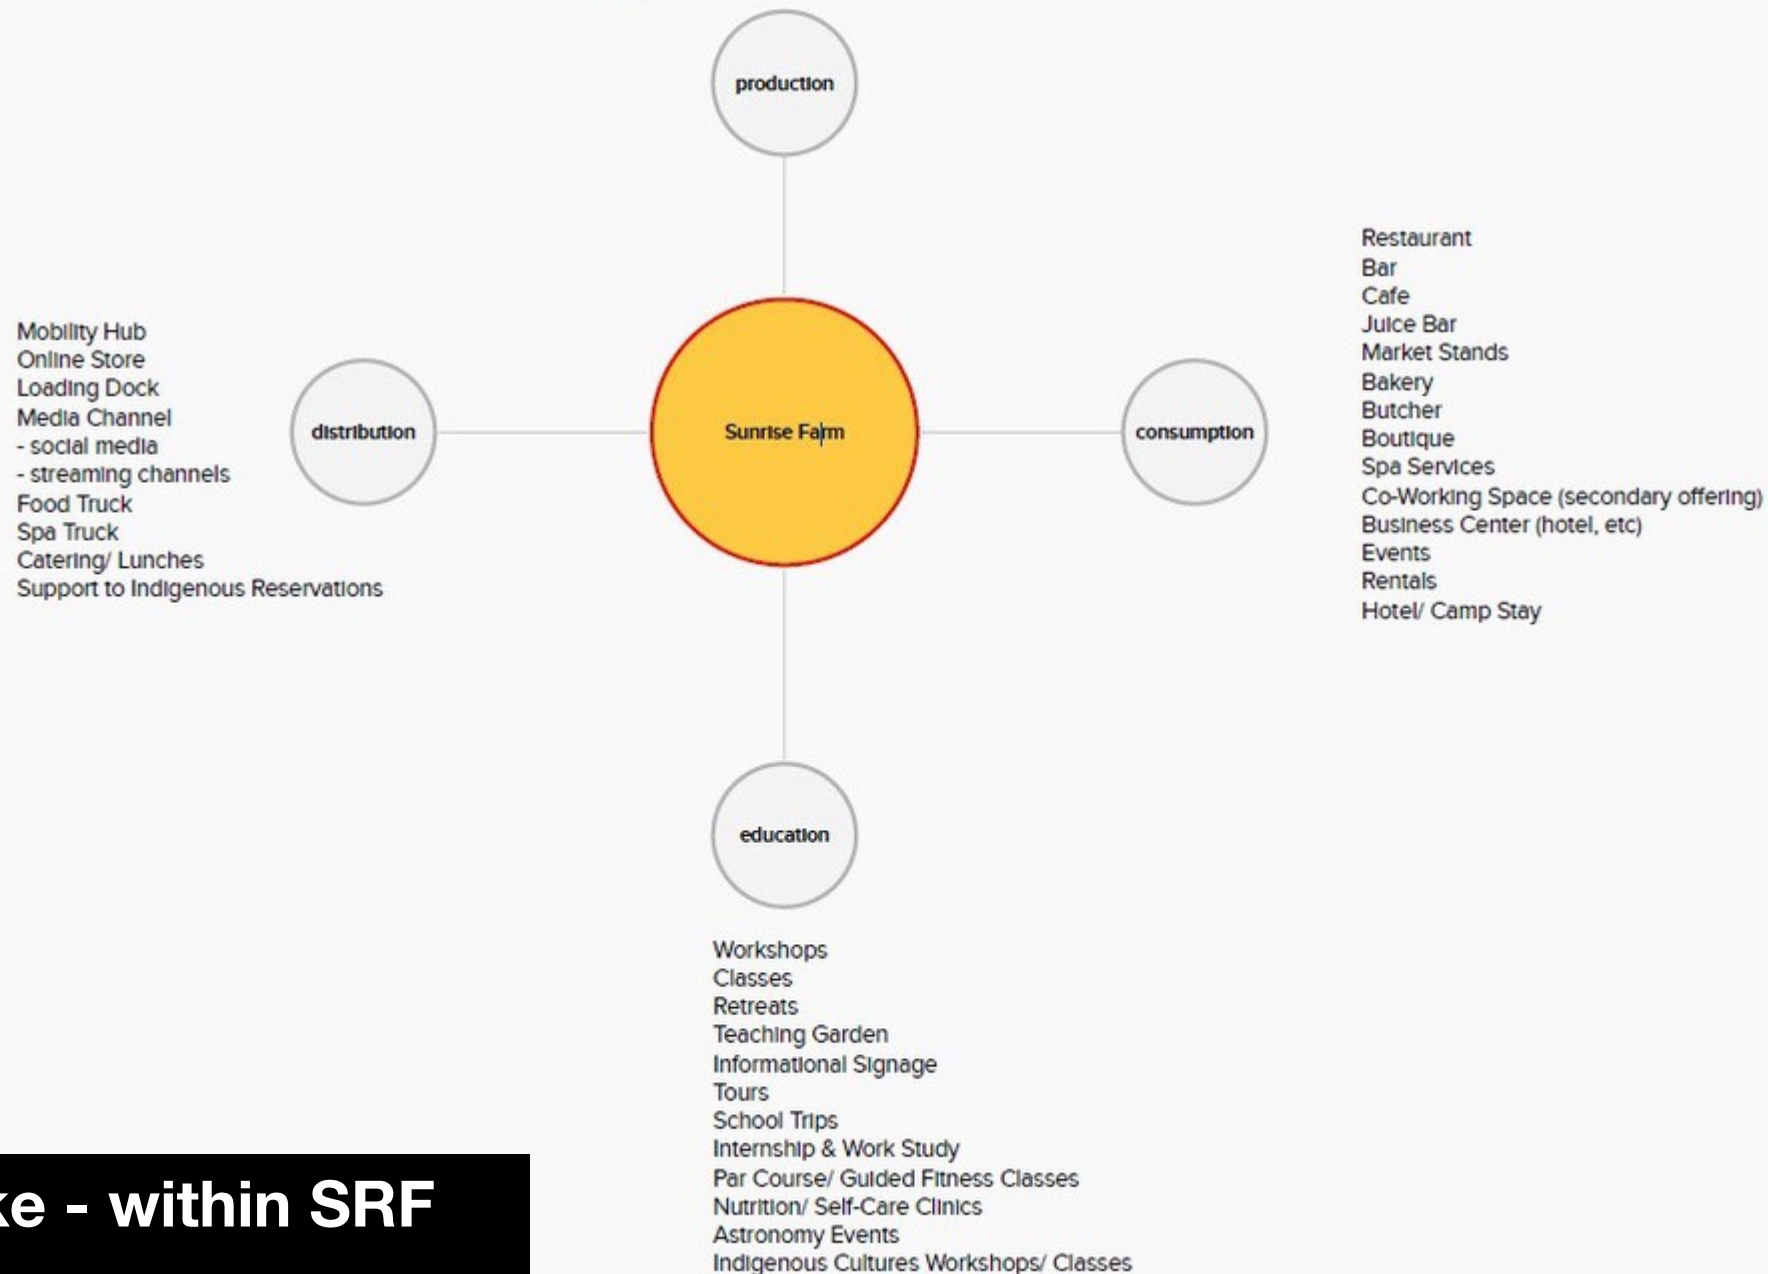 production
Restaurant
Bar
Cafe
Juice Bar
Market Stands
Bakery
Butcher
Boutique
Spa Services
Co-Working Space (secondary offering)
Business Center (hotel, etc)
Events
Rentals
Hotel/ Camp Stay
Mobility Hub
Online Store
Loading Dock
Media Channel
- social media
- streaming channels
Food Truck
Spa Truck
Catering/ Lunches
Support to Indigenous Reservations
distribution
Sunrise Farm
consumption
education
Workshops
Classes
Retreats
Teaching Garden
Informational Signage
Tours
School Trips
Internship & Work Study
Par Course/ Guided Fitness Classes
Nutrition/ Self-Care Clinics
Astronomy Events
Indigenous Cultures Workshops/ Classes
- within SRF